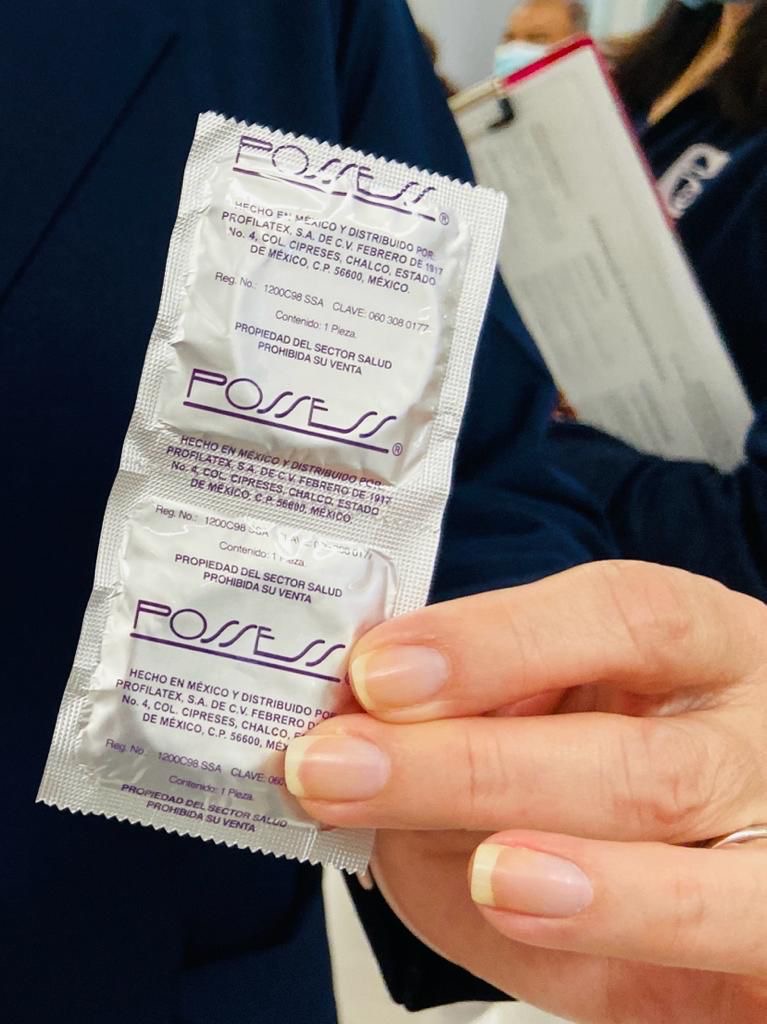 POSSESS®
HECHO EN MÉXICO Y DISTRIBUIDO POR:
PROFILATEX, S.A. DE C.V. FEBRERO DE 1917
No. 4, COL. CIPRESES, CHALCO, ESTADO
DE MÉXICO, C.P. 56600, MÉXICO.
Reg. No.: 1200C98 SSA CLAVE: 060 308 0177
Contenido: 1 Pieza.
PROPIEDAD DEL SECTOR SALUD
PROHIBIDA SU VENTA
POSSESS®
HECHO EN MÉXICO Y DISTRIBUIDO POR:
PROFILATEX, S.A. DE C.V. FEBRERO DE 1917
No. 4, COL. CIPRESES, CHALCO, ESTADO
DE MÉXICO, C.P. 56600, MÉXICO.
Reg. No.: 1200C98 SSA
Contenido: 1 Pieza.
PROPIEDAD DEL SECTOR SALUD
PROHIBIDA SU VENTA
POSSESS
HECHO EN MÉXICO Y DISTRIBUIDO PO
PROFILATEX, S.A. DE C.V. FEBRERO D
No. 4, COL. CIPRESES, CHALCO, E
DE MÉXICO, C.P. 56600, MÉX
Reg. No.: 1200C98 SSA CLAVE: 060
Contenido: 1 Pieza.
PROPIEDAD DEL SECTOR SALUD
PROHIBIDA SU VENTA